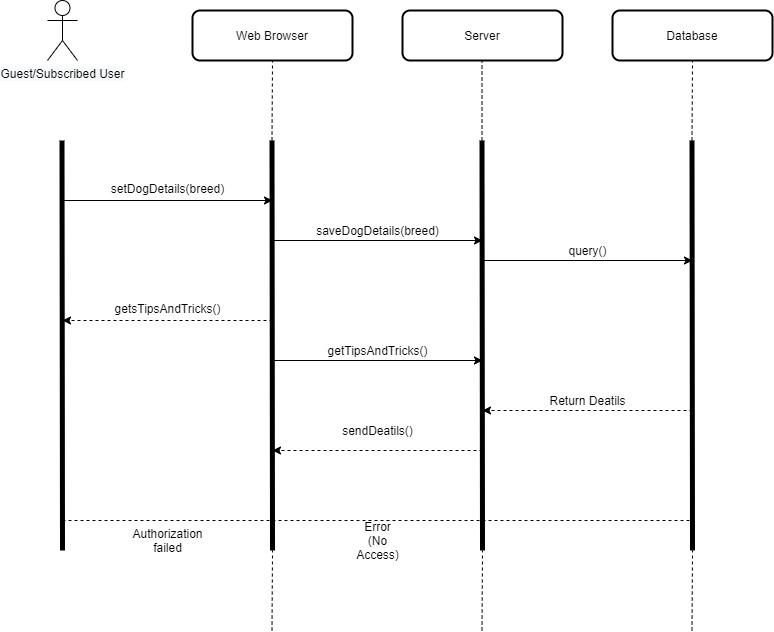 Guest/Subscribed User
Web Browser
Server
Database
setDogDetails(breed)
saveDogDetails(breed)
query()
getsTipsAndTricks()
getTipsAndTricks()
Return Deatils
sendDeatils()
Authorization
failed
Error
(No
Access)